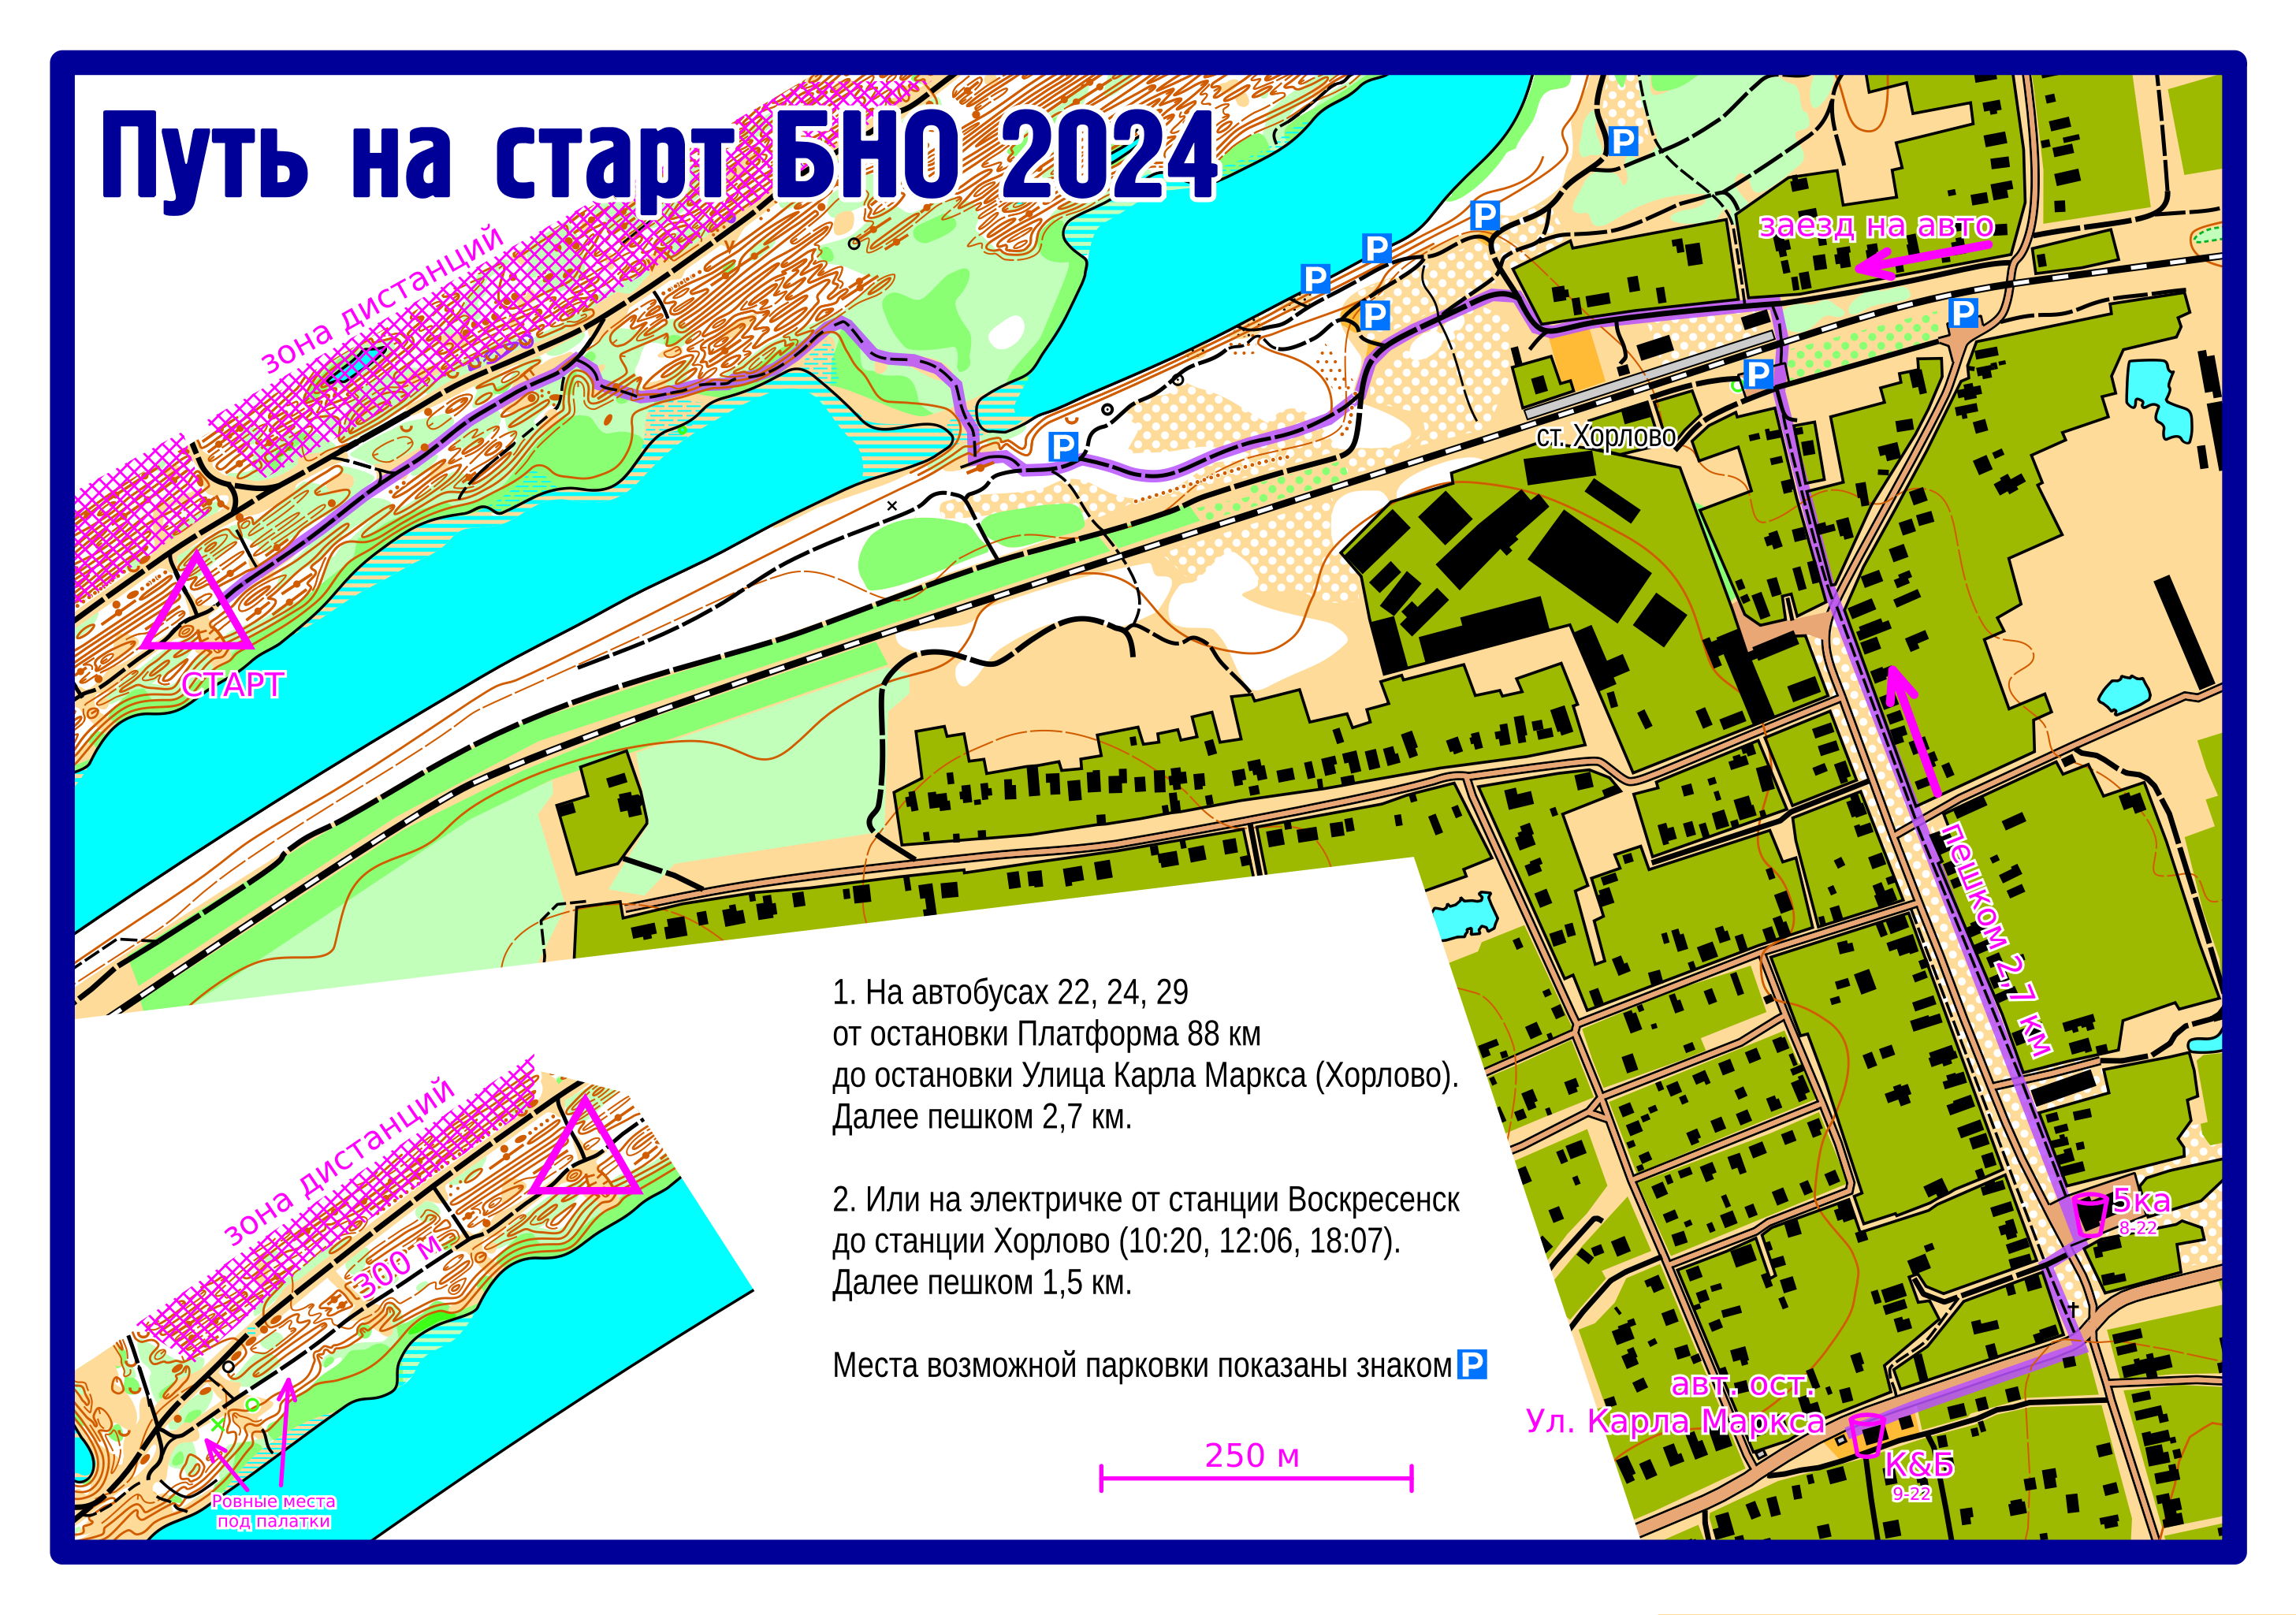 Путь на старт БНО 2024
зона дистанций
P
P
заезд на авто
P
P
P
P
P
P
ст. Хорлово
СТАРТ
пешком 2,7 км
1. На автобусах 22, 24, 29
от остановки Платформа 88 км
до остановки Улица Карла Маркса (Хорлово).
Далее пешком 2,7 км.
2. Или на электричке от станции Воскресенск
до станции Хорлово (10:20, 12:06, 18:07).
Далее пешком 1,5 км.
Места возможной парковки показаны знаком P
зона дистанций
300 м
Ровные места
под палатки
250 м
5ка
8-22
авт. ост.
Ул. Карла Маркса
К&Б
9-22